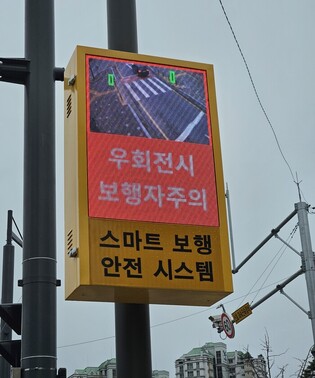 우회전시
보행자주의
스마트 보행
안전 시스템